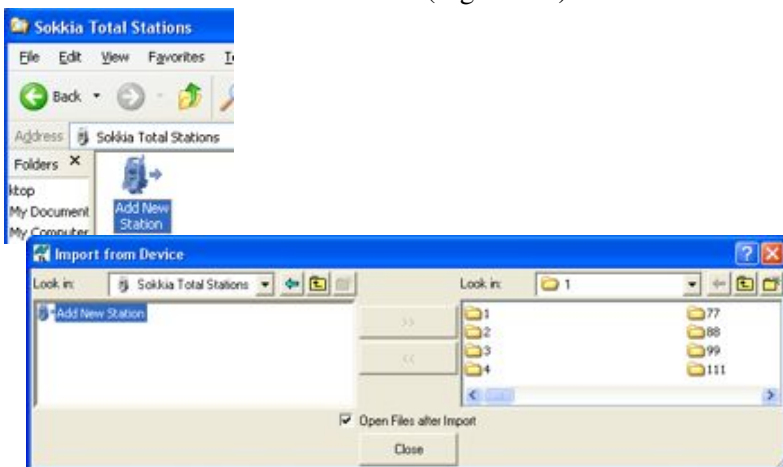 Sokkia Total Stations
File Edit View Favorites
Back
Address Sokkia Total Stations
Folders X
ktop
My Document
My Computer
Add New
Station
Import from Device
Look in: Sokkia Total Stations
Look in: 1
Add New Station
>>
<<
1
2
3
4
77
88
99
111
Open Files after Import
Close